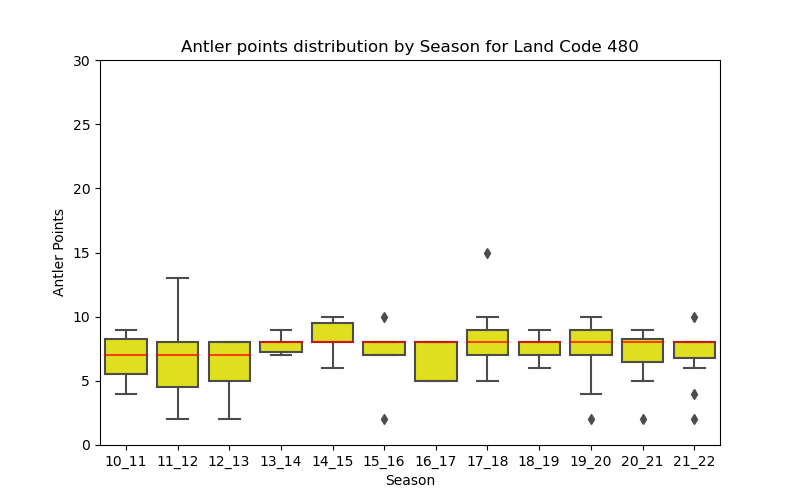 Antler points distribution by Season for Land Code 480
30
25
20
15
10
5
0
Antler Points
10_11 11_12 12_13 13_14 14_15 15_16 16_17 17_18 18_19 19_20 20_21 21_22
Season